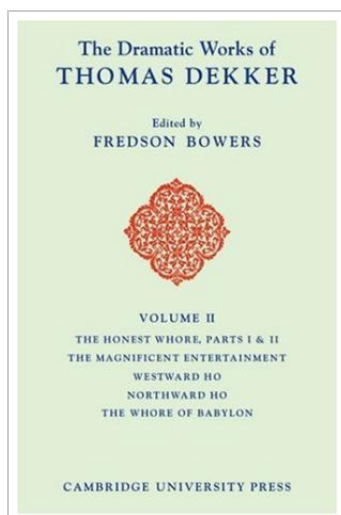 The Dramatic Works of
THOMAS DEKKER
Edited by
FREDSON BOWERS
VOLUME II
THE HONEST WHORE, PARTS I & II
THE MAGNIFICENT ENTERTAINMENT
WESTWARD HO
NORTHWARD HO
THE WHORE OF BABYLON
CAMBRIDGE UNIVERSITY PRESS